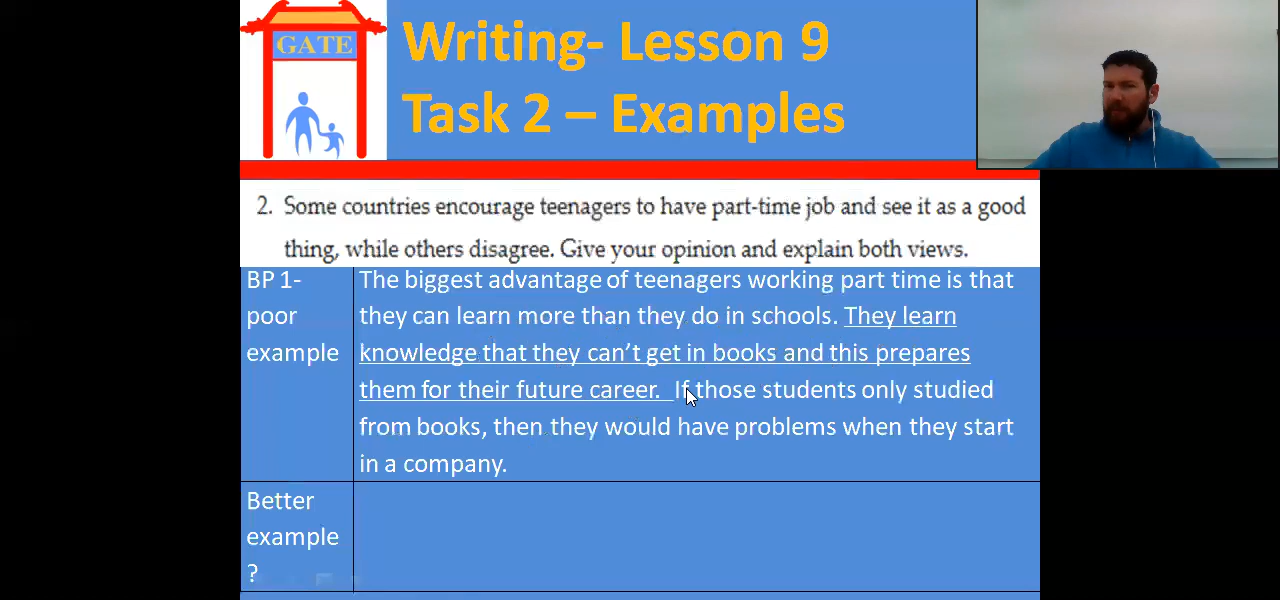 GATE
Writing- Lesson 9
Task 2 – Examples
2. Some countries encourage teenagers to have part-time job and see it as a good
thing, while others disagree. Give your opinion and explain both views.
BP 1-
poor
example
The biggest advantage of teenagers working part time is that
they can learn more than they do in schools. They learn
knowledge that they can't get in books and this prepares
them for their future career. If those students only studied
from books, then they would have problems when they start
in a company.
Better
example
?